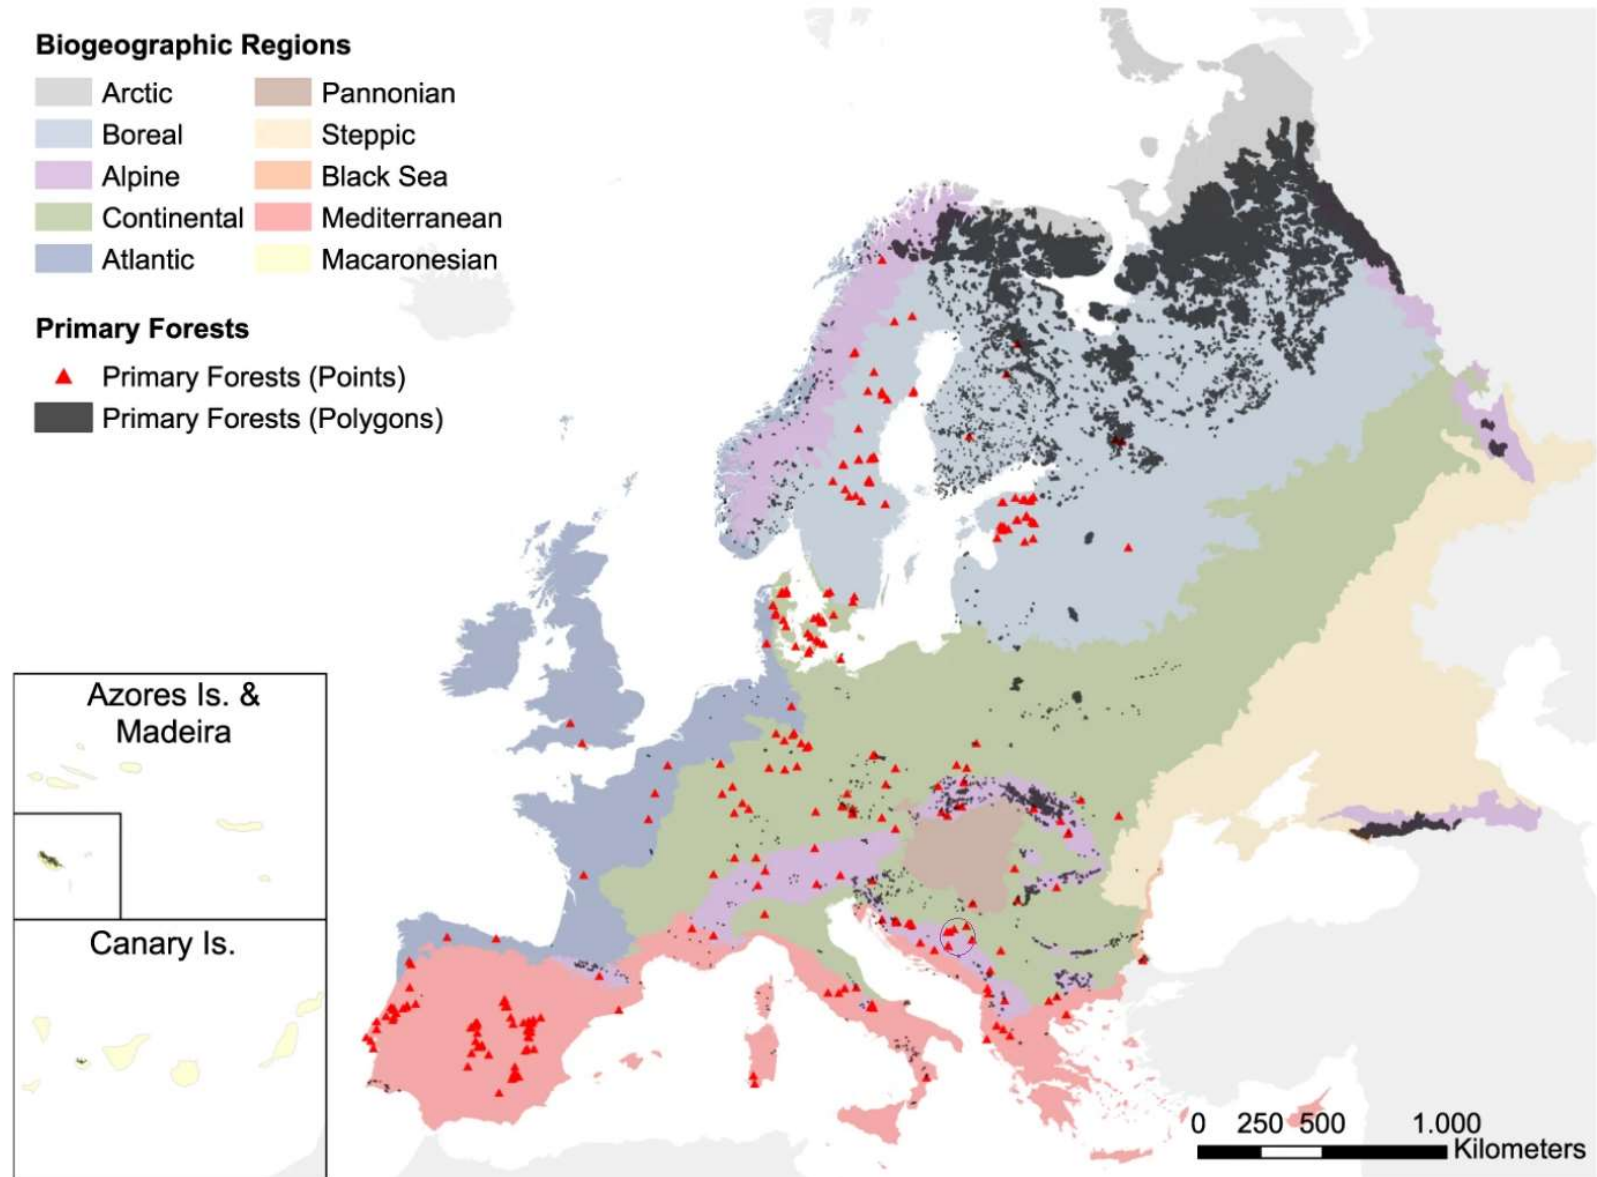 Biogeographic Regions
Arctic
Boreal
Alpine
Continental
Atlantic
Pannonian
Steppic
Black Sea
Mediterranean
Macaronesian
Primary Forests
Primary Forests (Points)
Primary Forests (Polygons)
Azores Is. &
Madeira
Canary Is.
0 250 500 1.000
Kilometers